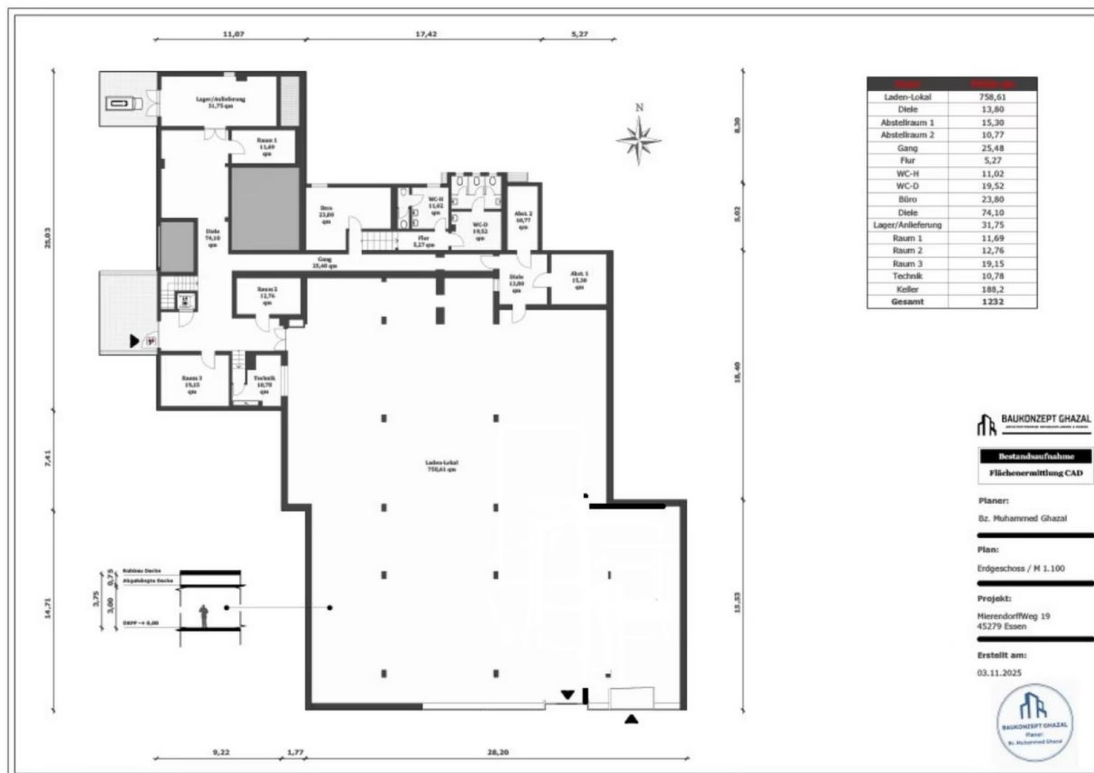 11,07
17,42
5,27
Lager/Anlieferung
31,75 qm
Raum 1
11,69
qm
N
25,03
8,30
Diele
74,10
qm
23,80
qm
WC-H
11,02
qm
WC-D
19,52
qm
Abst. 2
10,77
qm
Flur
5,27 qm
5,02
Gang
25,48 qm
Diele
13,80
qm
Abst. 1
15,30
qm
Raum 2
12,76
qm
Raum 3
19,15
qm
Technik
10,78
qm
18,40
7,41
Laden-Lokal
758,61 qm
14,71
15,53
Rohbau Decke
Abgehängte Decke
3,75
0,75
3,00
9,22
1,77
28,20
Laden-Lokal 758,61
Diele 13,80
Abstellraum 1 15,30
Abstellraum 2 10,77
Gang 25,48
Flur 5,27
WC-H 11,02
WC-D 19,52
Büro 23,80
Diele 74,10
Lager/Anlieferung 31,75
Raum 1 11,69
Raum 2 12,76
Raum 3 19,15
Technik 10,78
Keller 188,2
Gesamt 1232
BAUKONZEPT GHAZAL
Bestandsaufnahme
Flächenermittlung CAD
Planer:
Bz. Muhammed Ghazal
Plan:
Erdgeschoss / M 1.100
Projekt:
MierendorffWeg 19
45279 Essen
Erstellt am:
03.11.2025
BAUKONZEPT GHAZAL
Planer:
Bz. Muhammed Ghazal